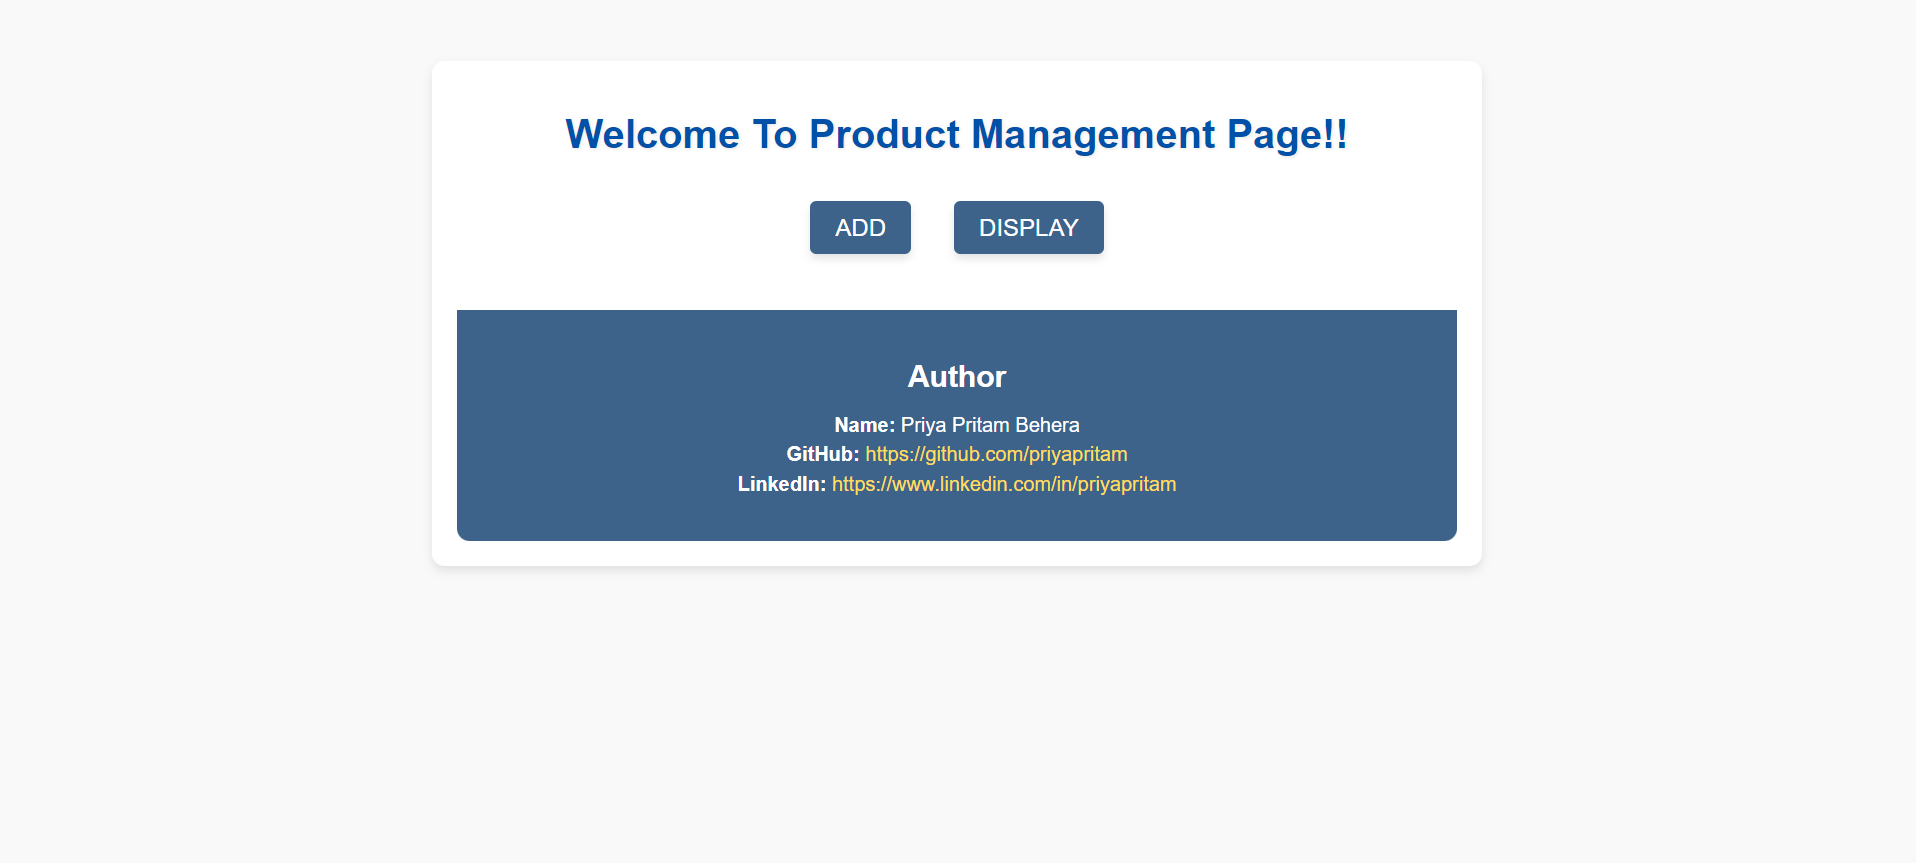 Welcome To Product Management Page!!
ADD DISPLAY
Author
Name: Priya Pritam Behera
GitHub: https://github.com/priyapritam
LinkedIn: https://www.linkedin.com/in/priyapritam